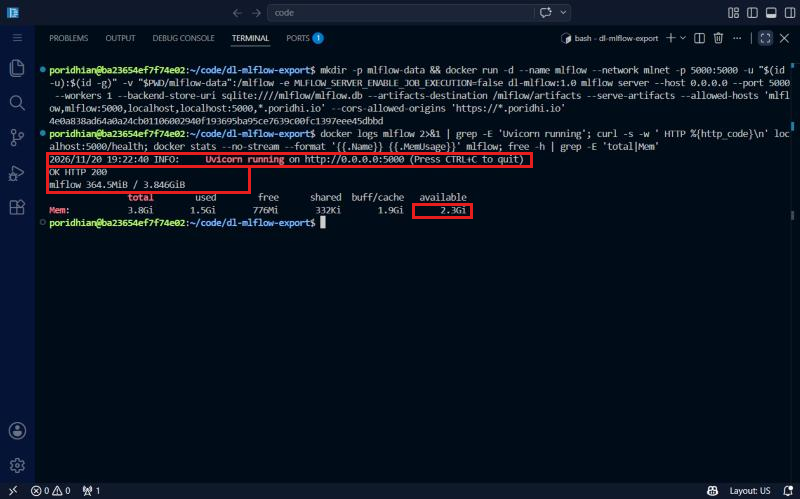 code
PROBLEMS OUTPUT DEBUG CONSOLE TERMINAL PORTS 1 bash - dl-mlflow-export
poridhian@ba23654ef7f74e02:~/code/dl-mlflow-export$ mkdir -p mlflow-data && docker run -d --name mlflow --network mlnet -p 5000:5000 -u "$(id
-u):$(id -g)" -v "$PWD/mlflow-data":/mlflow -e MLFLOW_SERVER_ENABLE_JOB_EXECUTION=false dl-mlflow:1.0 mlflow server --host 0.0.0.0 --port 5000
--workers 1 --backend-store-uri sqlite:////mlflow/mlflow.db --artifacts-destination /mlflow/artifacts --serve-artifacts --allowed-hosts 'mlfl
ow,mlflow:5000,localhost,localhost:5000,*.poridhi.io' --cors-allowed-origins 'https://*.poridhi.io'
4e0a838ad64a0a24cb01106002940f193695ba95ce7639c00fc1397eee45dbbd
poridhian@ba23654ef7f74e02:~/code/dl-mlflow-export$ docker logs mlflow 2>&1 | grep -E 'Uvicorn running'; curl -s -w ' HTTP %{http_code}\n' loc
alhost:5000/health; docker stats --no-stream --format '{{.Name}} {{.MemUsage}}' mlflow; free -h | grep -E 'total|Mem'
2026/11/20 19:22:40 INFO: Uvicorn running on http://0.0.0.0:5000 (Press CTRL+C to quit)
OK HTTP 200
mlflow 364.5MiB / 3.846GiB
total used free shared buff/cache available
Mem: 3.8Gi 1.5Gi 776Mi 332Ki 1.9Gi 2.3Gi
poridhian@ba23654ef7f74e02:~/code/dl-mlflow-export$
0 0 1 Layout: US